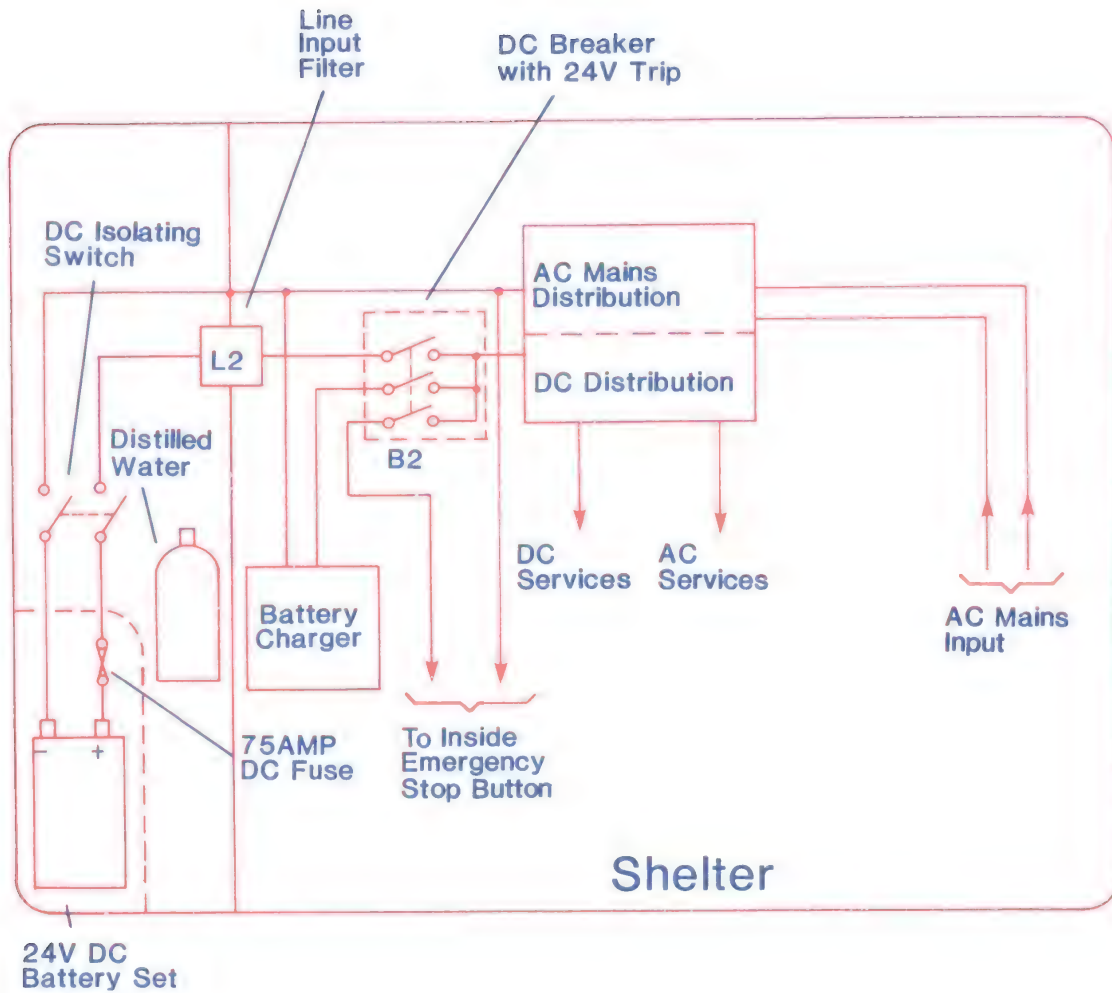 Line
Input
Filter
DC Breaker
with 24V Trip
DC Isolating
Switch
AC Mains
Distribution
L2
DC Distribution
B2
Distilled
Water
DC
Services
AC
Services
Battery
Charger
AC Mains
Input
75AMP
DC Fuse
To Inside
Emergency
Stop Button
- +
Shelter
24V DC
Battery Set